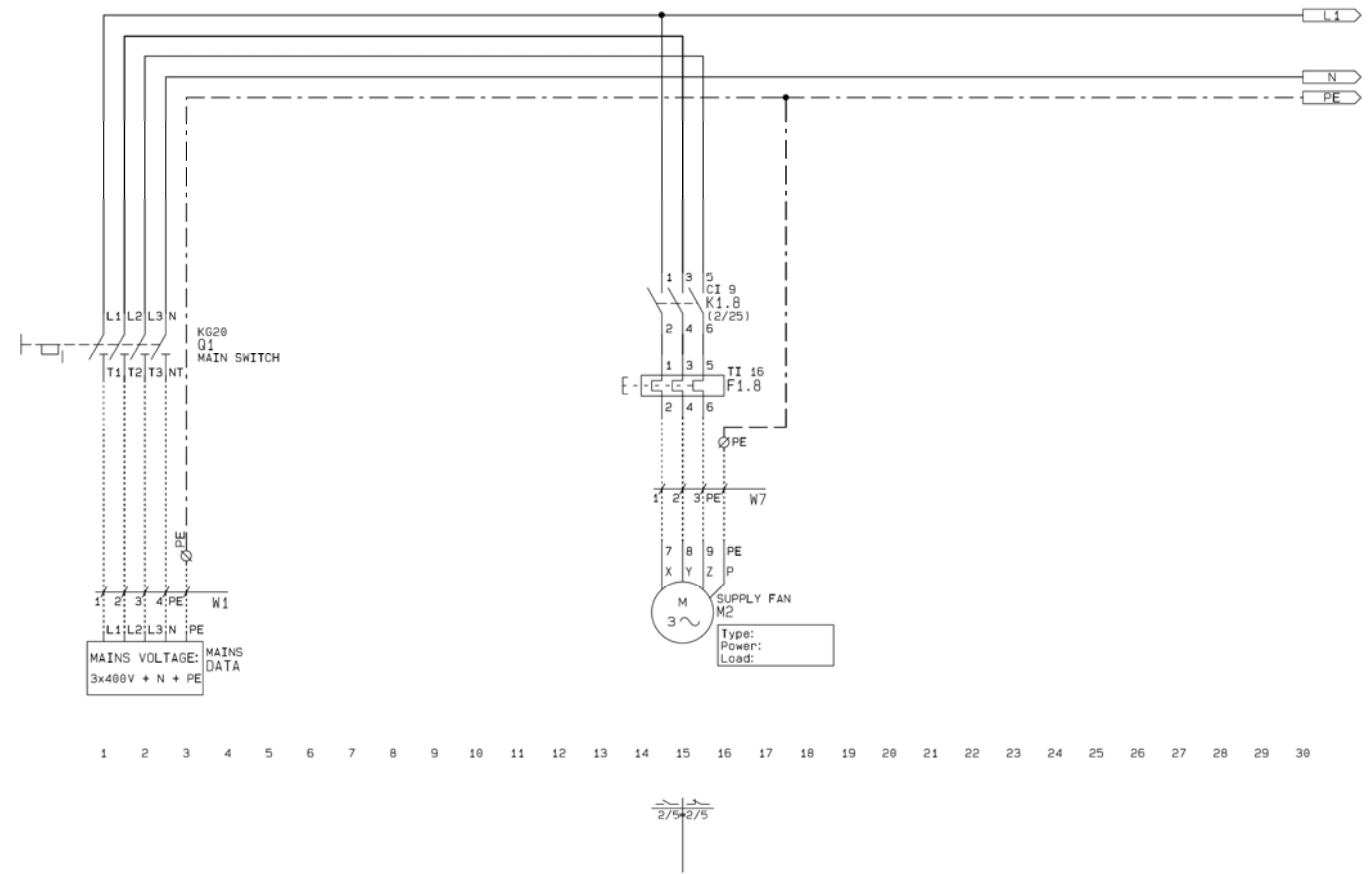 L1
N
PE
1 3 5
CI 9
K1.8
(2/25)
2 4 6
L1 L2 L3 N
KG20
Q1
MAIN SWITCH
T1 T2 T3 NT
1 3 5
TI 16
F1.8
2 4 6
PE
1 2 3 PE W7
PE
7 8 9 PE
X Y Z P
1 2 3 4 PE W1
M
3
SUPPLY FAN
M2
L1 L2 L3 N PE
Type:
Power:
Load:
MAINS VOLTAGE:
3x400V + N + PE
MAINS
DATA
1 2 3 4 5 6 7 8 9 10 11 12 13 14 15 16 17 18 19 20 21 22 23 24 25 26 27 28 29 30
2/5 2/5